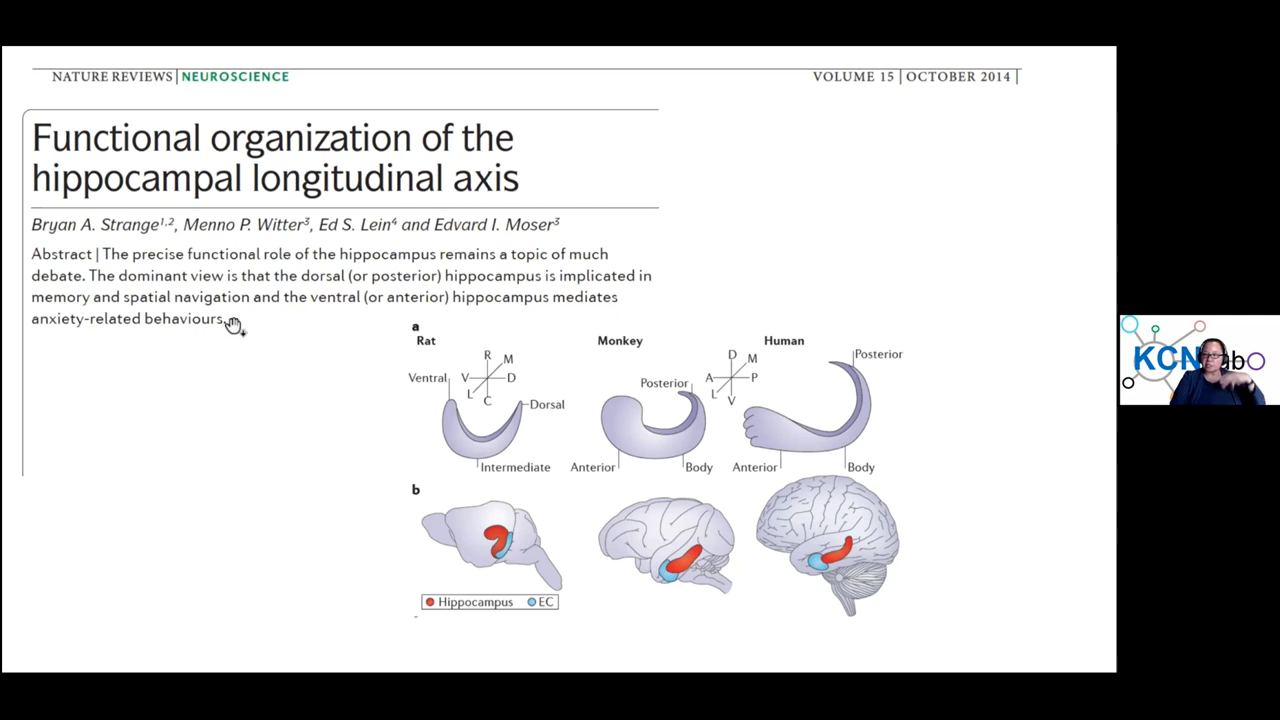 NATURE REVIEWS | NEUROSCIENCE
VOLUME 15 | OCTOBER 2014 |
Functional organization of the
hippocampal longitudinal axis
Bryan A. Strange1,2, Menno P. Witter3, Ed S. Lein4 and Edvard I. Moser3
Abstract | The precise functional role of the hippocampus remains a topic of much
debate. The dominant view is that the dorsal (or posterior) hippocampus is implicated in
memory and spatial navigation and the ventral (or anterior) hippocampus mediates
anxiety-related behaviours.
a
Rat
Monkey
Human
R
M
V
D
L
C
Ventral
Dorsal
Intermediate
Posterior
Anterior
Body
D
M
A
P
L
V
Posterior
Anterior
Body
b
Hippocampus
EC
KCN